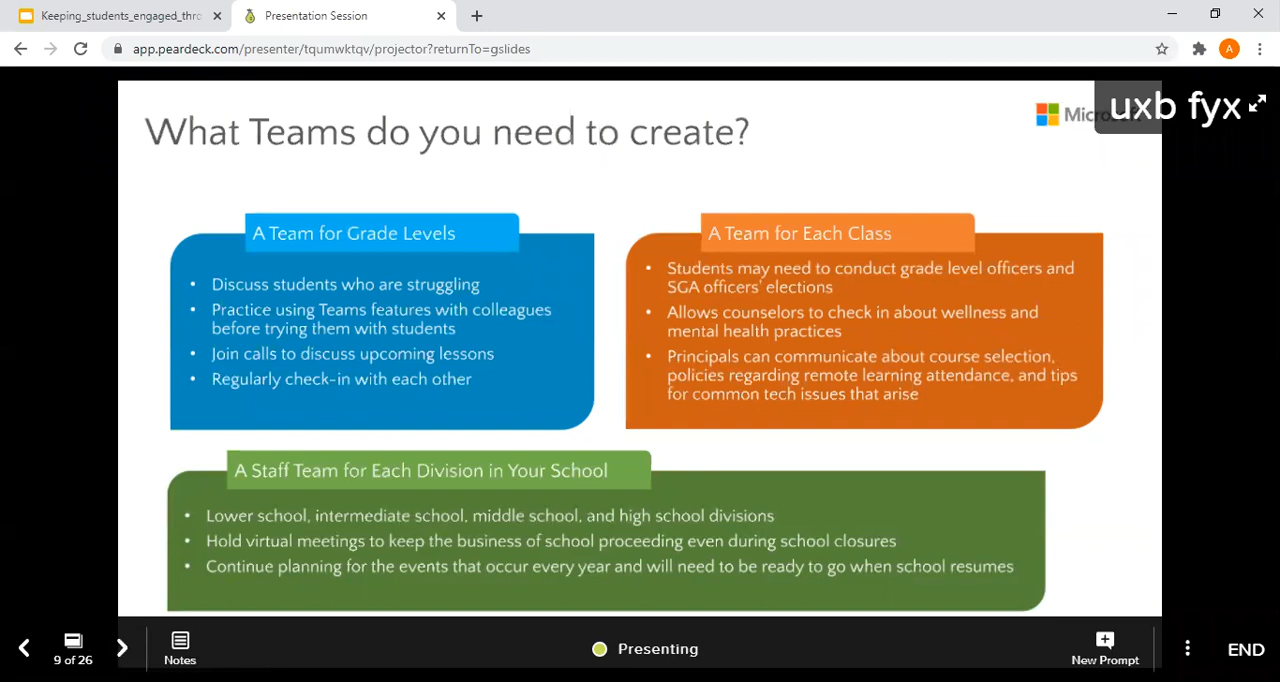 Keeping_students_engaged_thro
Presentation Session
app.peardeck.com/presenter/tqumwktqv/projector?returnTo=gslides
A
uxb fyx
What Teams do you need to create?
A Team for Grade Levels
• Discuss students who are struggling
• Practice using Teams features with colleagues
before trying them with students
• Join calls to discuss upcoming lessons
• Regularly check-in with each other
A Team for Each Class
• Students may need to conduct grade level officers and
SGA officers' elections
• Allows counselors to check in about wellness and
mental health practices
• Principals can communicate about course selection,
policies regarding remote learning attendance, and tips
for common tech issues that arise
A Staff Team for Each Division in Your School
• Lower school, intermediate school, middle school, and high school divisions
• Hold virtual meetings to keep the business of school proceeding even during school closures
• Continue planning for the events that occur every year and will need to be ready to go when school resumes
9 of 26
Notes
Presenting
New Prompt
END